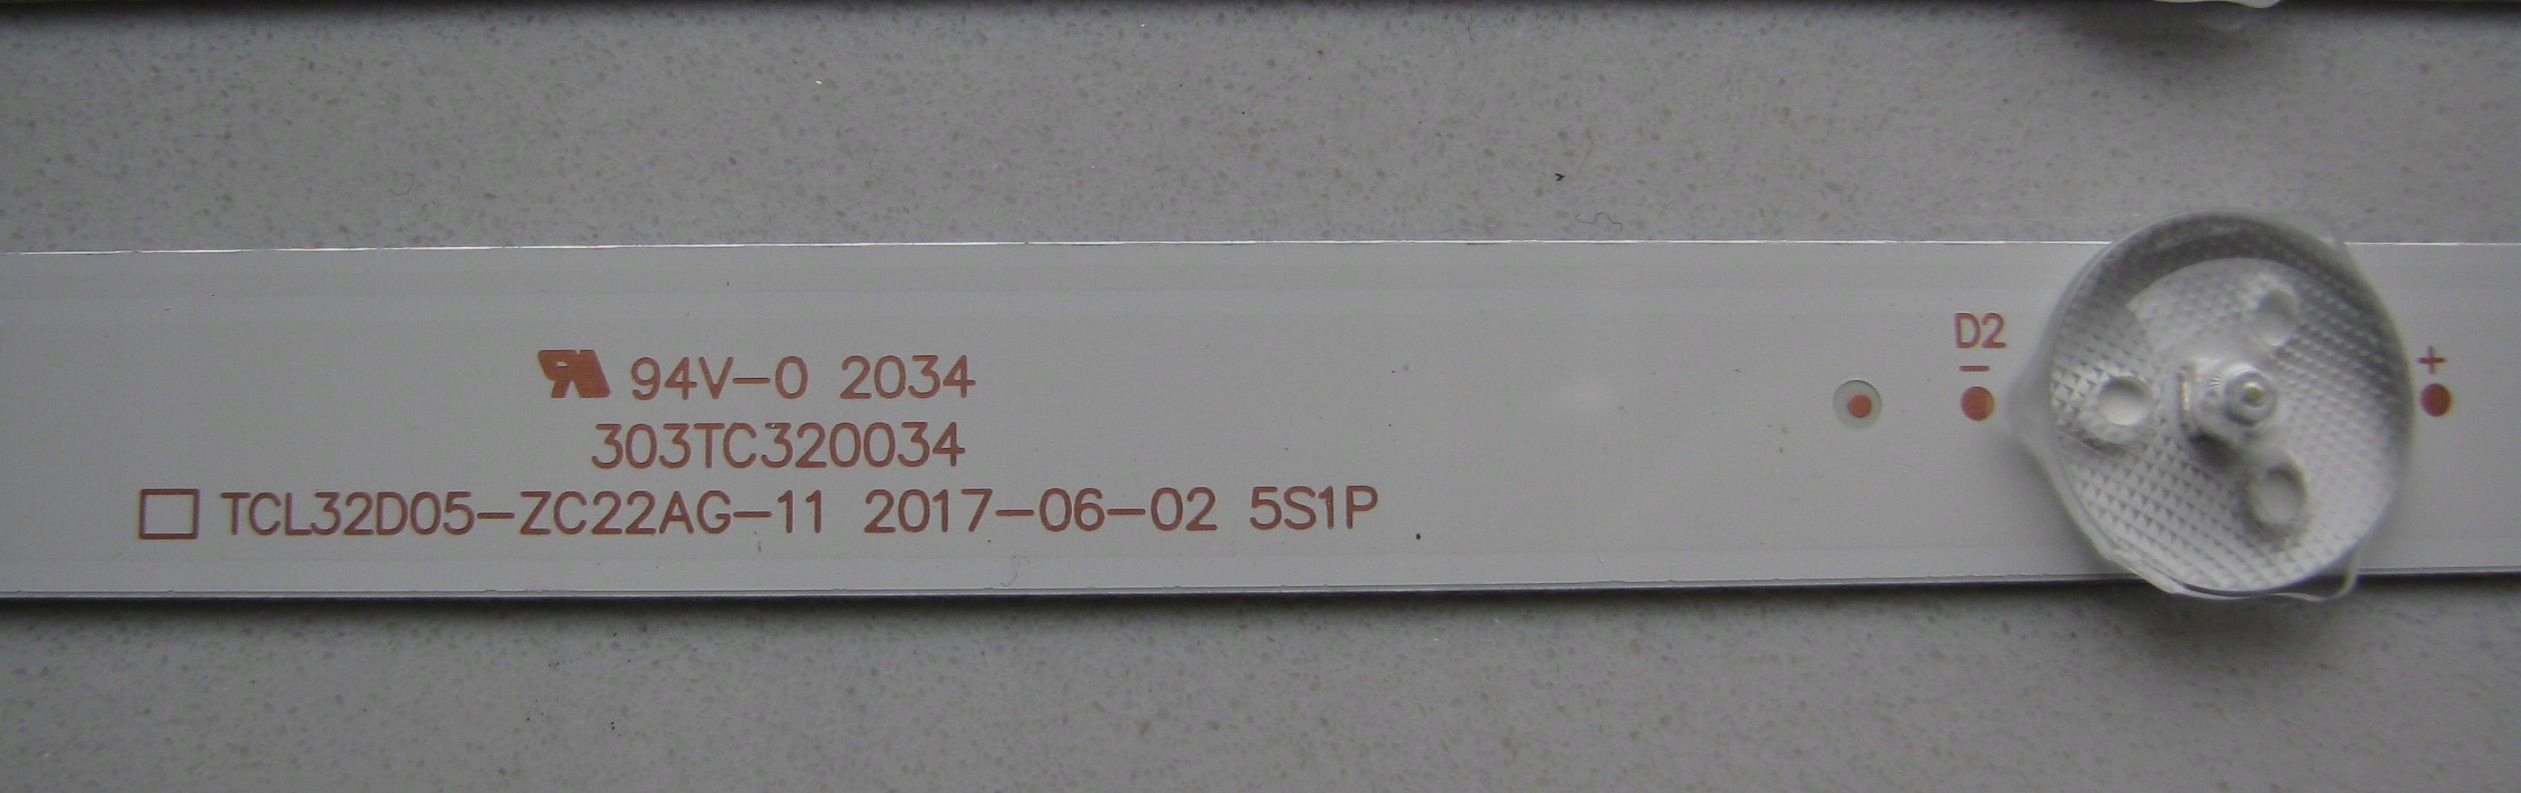 94V-0 2034
303TC320034
TCL32D05-ZC22AG-11 2017-06-02 5S1P
D2
-
+